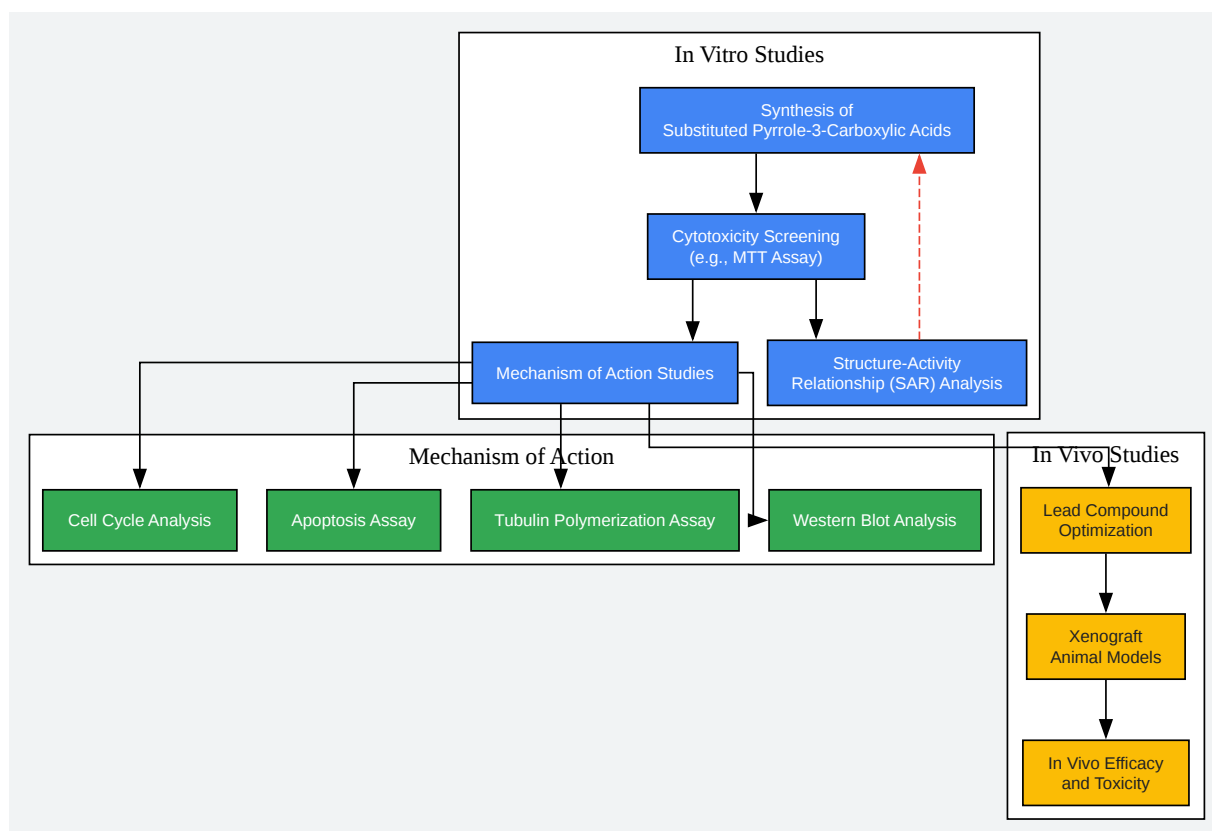 In Vitro Studies
Synthesis of
Substituted Pyrrole-3-Carboxylic Acids
Cytotoxicity Screening
(e.g., MTT Assay)
Mechanism of Action Studies
Structure-Activity
Relationship (SAR) Analysis
Mechanism of Action
Cell Cycle Analysis
Apoptosis Assay
Tubulin Polymerization Assay
Western Blot Analysis
In Vivo Studies
Lead Compound
Optimization
Xenograft
Animal Models
In Vivo Efficacy
and Toxicity